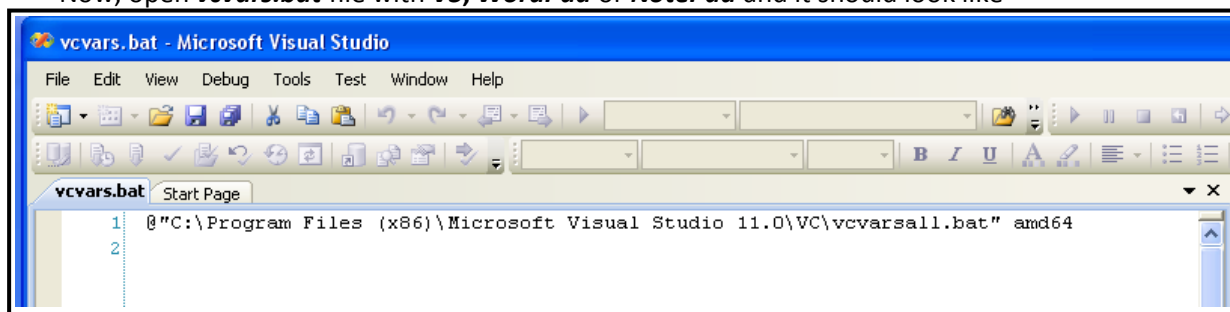 Now, open vcvars.bat file with VS, WordPad or NotePad and it should look like
vcvars.bat - Microsoft Visual Studio
File Edit View Debug Tools Test Window Help
B I U A
vcvars.bat Start Page
1 @"C:\Program Files (x86)\Microsoft Visual Studio 11.0\VC\vcvarsall.bat" amd64
2